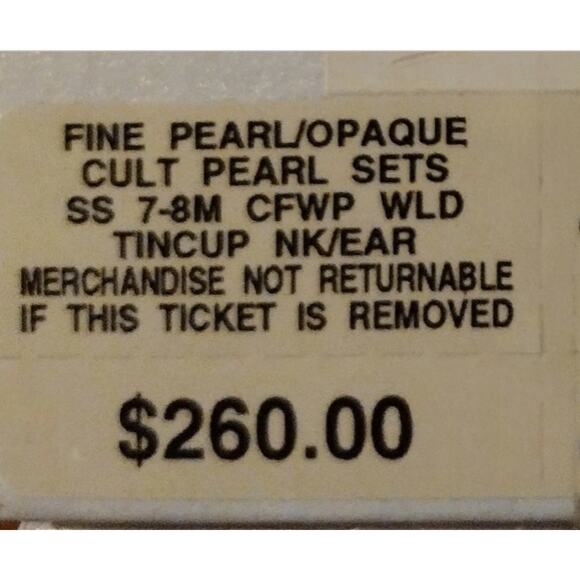 FINE PEARL/OPAQUE
CULT PEARL SETS
SS 7-8M CFWP WLD
TINCUP NK/EAR
MERCHANDISE NOT RETURNABLE
IF THIS TICKET IS REMOVED
$260.00